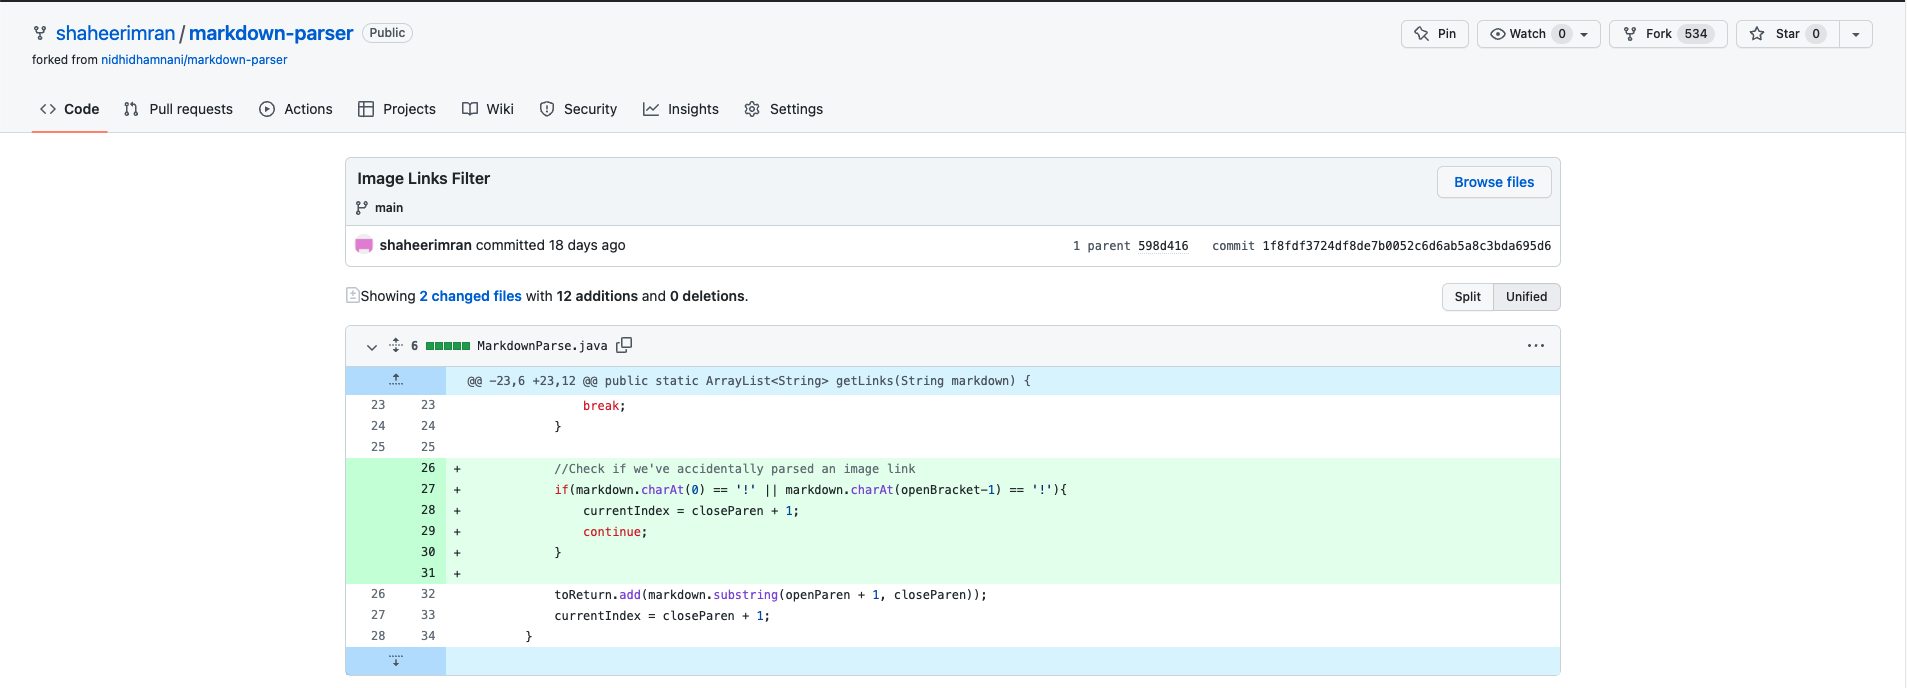 shaheerimran / markdown-parser Public
Pin Watch 0 Fork 534 Star 0
forked from nidhidhamnani/markdown-parser
Code Pull requests Actions Projects Wiki Security Insights Settings
Image Links Filter
Browse files
main
shaheerimran committed 18 days ago
1 parent 598d416 commit 1f8fdf3724df8de7b0052c6d6ab5a8c3bda695d6
Showing 2 changed files with 12 additions and 0 deletions.
Split Unified
6 MarkdownParse.java
@@ -23,6 +23,12 @@ public static ArrayList<String> getLinks(String markdown) {
23 23 break;
24 24 }
25 25
26 + //Check if we've accidentally parsed an image link
27 + if(markdown.charAt(0) == '!' || markdown.charAt(openBracket-1) == '!'){
28 + currentIndex = closeParen + 1;
29 + continue;
30 + }
31 +
26 32 toReturn.add(markdown.substring(openParen + 1, closeParen));
27 33 currentIndex = closeParen + 1;
28 34 }